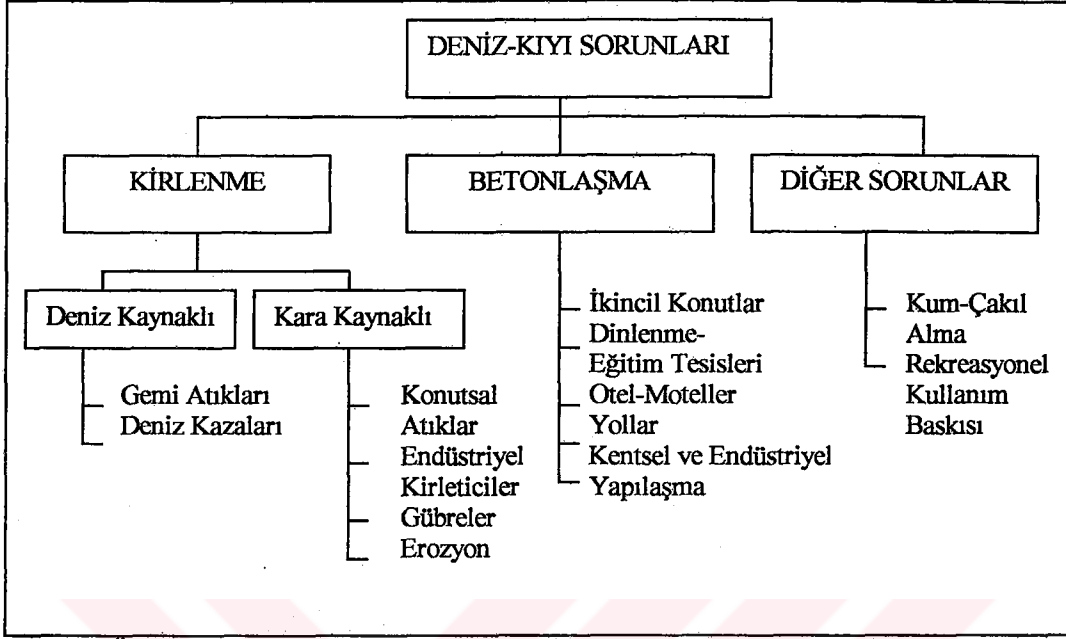 DENİZ-KIYI SORUNLARI
KİRLENME
BETONLAŞMA
DİĞER SORUNLAR
Deniz Kaynaklı
Kara Kaynaklı
Gemi Atıkları
Deniz Kazaları
Konutsal
Atıklar
Endüstriyel
Kirleticiler
Gübreler
Erozyon
İkincil Konutlar
Dinlenme-
Eğitim Tesisleri
Otel-Moteller
Yollar
Kentsel ve Endüstriyel
Yapılaşma
Kum-Çakıl
Alma
Rekreasyonel
Kullanım
Baskısı